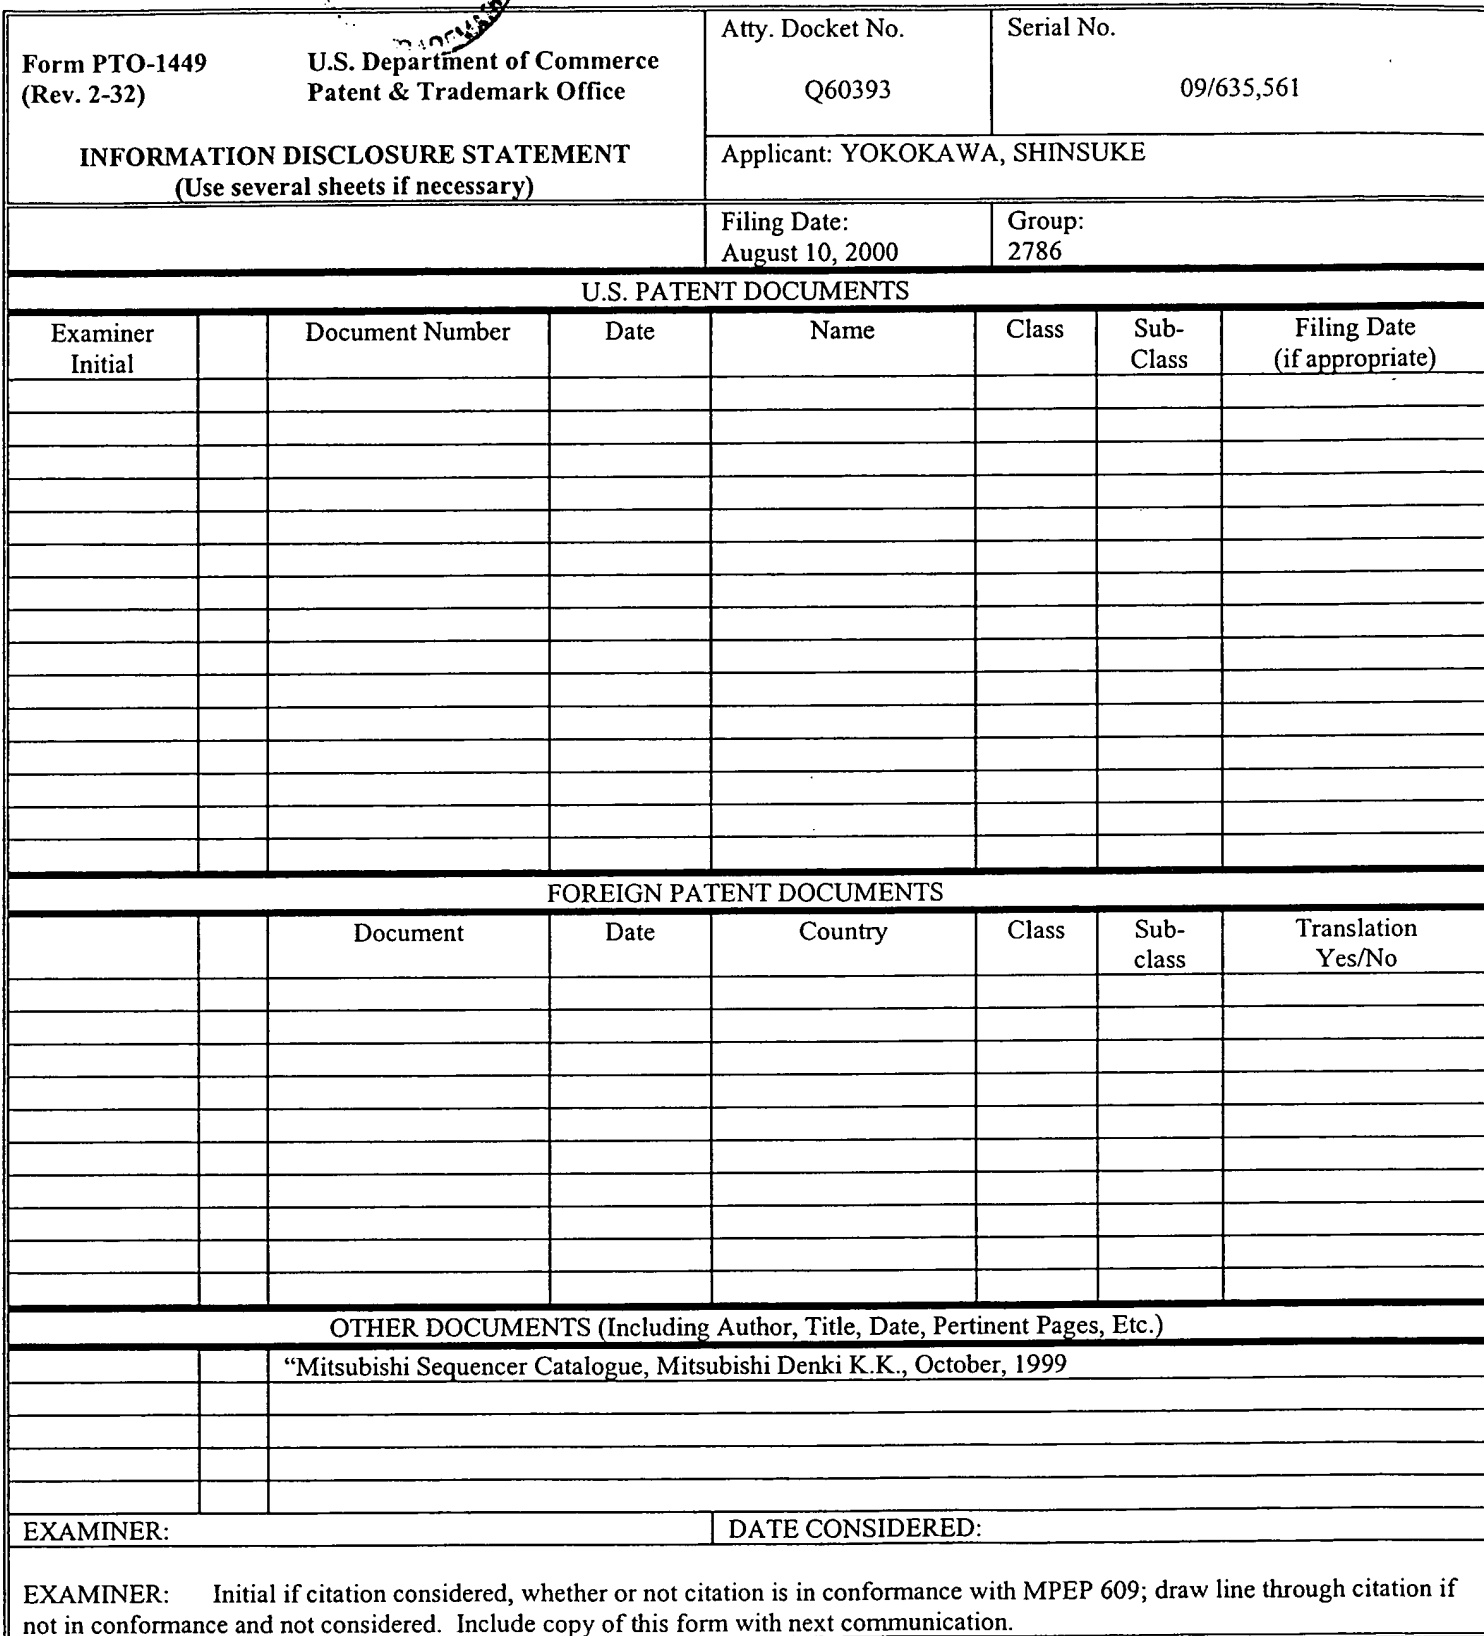 Form PTO-1449 U.S. Department of Commerce
(Rev. 2-32) Patent & Trademark Office
INFORMATION DISCLOSURE STATEMENT
(Use several sheets if necessary)
Atty. Docket No.
Q60393
Serial No.
09/635,561
Applicant: YOKOKAWA, SHINSUKE
Filing Date:
August 10, 2000
Group:
2786
U.S. PATENT DOCUMENTS
Examiner
Initial
Document Number
Date
Name
Class
Sub-
Class
Filing Date
(if appropriate)
FOREIGN PATENT DOCUMENTS
Document
Date
Country
Class
Sub-
class
Translation
Yes/No
OTHER DOCUMENTS (Including Author, Title, Date, Pertinent Pages, Etc.)
“Mitsubishi Sequencer Catalogue, Mitsubishi Denki K.K., October, 1999
EXAMINER:
DATE CONSIDERED:
EXAMINER: Initial if citation considered, whether or not citation is in conformance with MPEP 609; draw line through citation if
not in conformance and not considered. Include copy of this form with next communication.